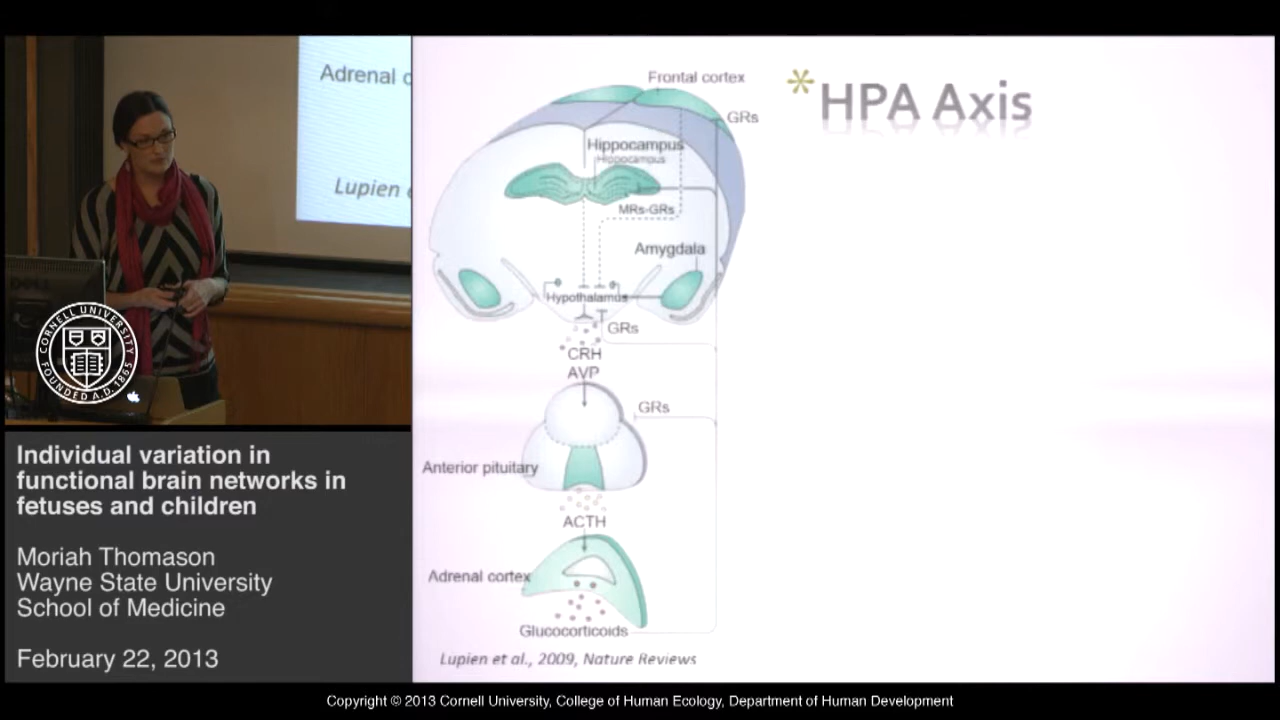 Adrenal c
Lupien
DELL
CORNELL UNIVERSITY
FOUNDED A.D. 1865
Individual variation in
functional brain networks in
fetuses and children
Moriah Thomason
Wayne State University
School of Medicine
February 22, 2013
* HPA Axis
Frontal cortex
GRs
Hippocampus
Hippocampus
MRs-GRs
Amygdala
Hypothalamus
GRs
CRH
AVP
GRs
Anterior pituitary
ACTH
Adrenal cortex
Glucocorticoids
Lupien et al., 2009, Nature Reviews
Copyright © 2013 Cornell University, College of Human Ecology, Department of Human Development